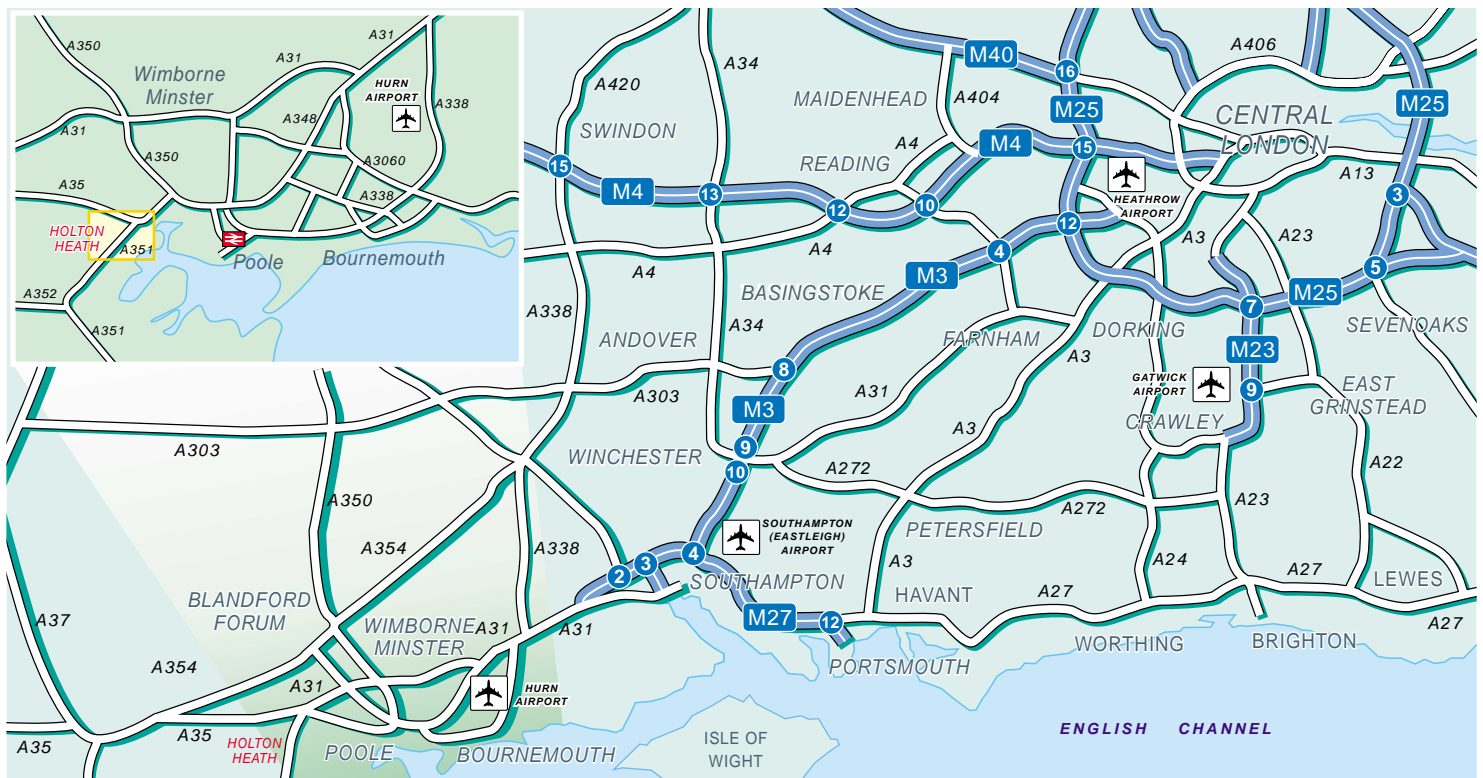 A350
A31
A31
Wimborne
Minster
HURN
AIRPORT
A338
A348
A31
A350
A3060
A35
A338
HOLTON
HEATH
A351
Poole
Bournemouth
A352
A351
M40
16
A406
A34
A420
MAIDENHEAD
A404
M25
M25
CENTRAL
LONDON
SWINDON
M4
A4
READING
15
15
A13
M4
13
HEATHROW
AIRPORT
3
12
10
12
A3
A23
A4
4
A4
M3
5
BASINGSTOKE
M25
7
A338
A34
ANDOVER
FARNHAM
DORKING
SEVENOAKS
A3
M23
8
GATWICK
AIRPORT
9
EAST
GRINSTEAD
A303
M3
A31
CRAWLEY
A3
A303
9
WINCHESTER
10
A272
A22
A350
A23
A272
PETERSFIELD
SOUTHAMPTON
(EASTLEIGH)
AIRPORT
A354
A338
4
A3
A24
3
2
SOUTHAMPTON
A27
LEWES
BLANDFORD
FORUM
HAVANT
A27
A37
M27
12
A27
WIMBORNE
MINSTER
A31
A31
WORTHING
BRIGHTON
A354
PORTSMOUTH
A31
HURN
AIRPORT
ENGLISH CHANNEL
A35
A35
HOLTON
HEATH
POOLE
BOURNEMOUTH
ISLE OF
WIGHT